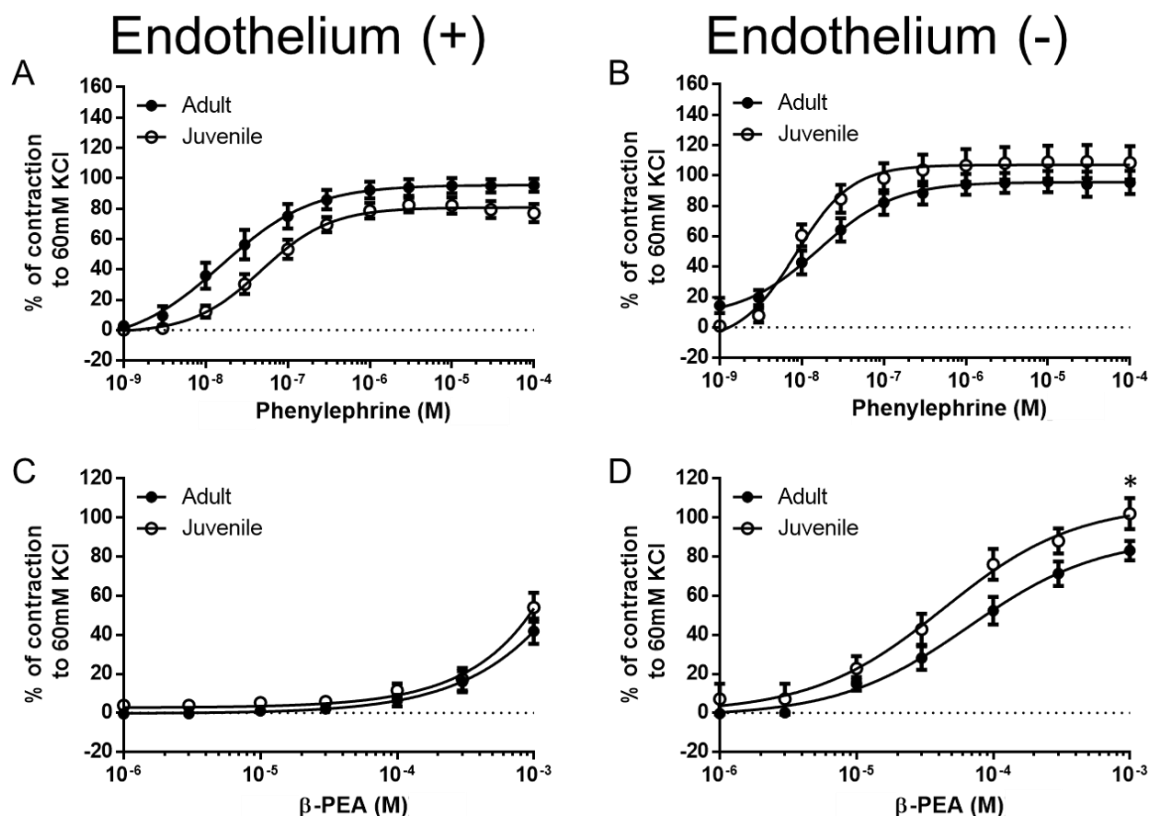 Endothelium (+)
Endothelium (-)
A
% of contraction
to 60mM KCl
160
140
120
100
80
60
40
20
0
-20
Adult
Juvenile
10⁻⁹
10⁻⁸
10⁻⁷
10⁻⁶
10⁻⁵
10⁻⁴
Phenylephrine (M)
B
% of contraction
to 60mM KCl
160
140
120
100
80
60
40
20
0
-20
Adult
Juvenile
10⁻⁹
10⁻⁸
10⁻⁷
10⁻⁶
10⁻⁵
10⁻⁴
Phenylephrine (M)
C
% of contraction
to 60mM KCl
120
100
80
60
40
20
0
-20
Adult
Juvenile
10⁻⁶
10⁻⁵
10⁻⁴
10⁻³
β-PEA (M)
D
% of contraction
to 60mM KCl
120
100
80
60
40
20
0
-20
Adult
Juvenile
*
10⁻⁶
10⁻⁵
10⁻⁴
10⁻³
β-PEA (M)